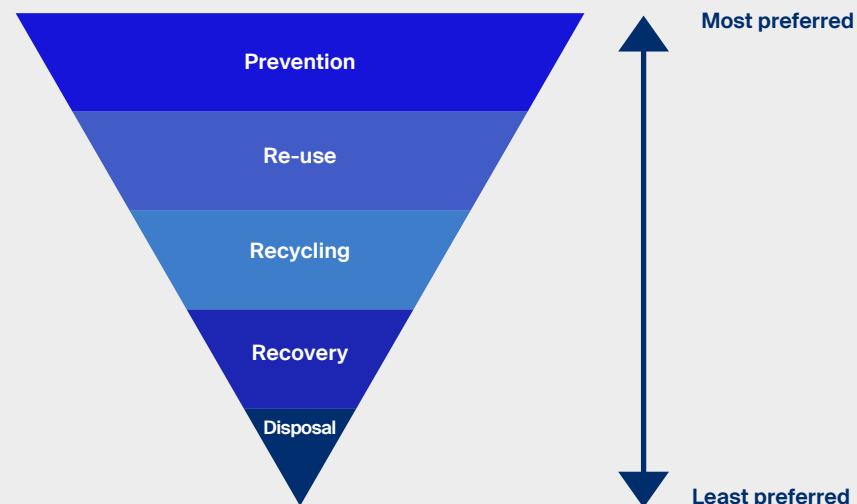 Most preferred
Prevention
Re-use
Recycling
Recovery
Disposal
Least preferred